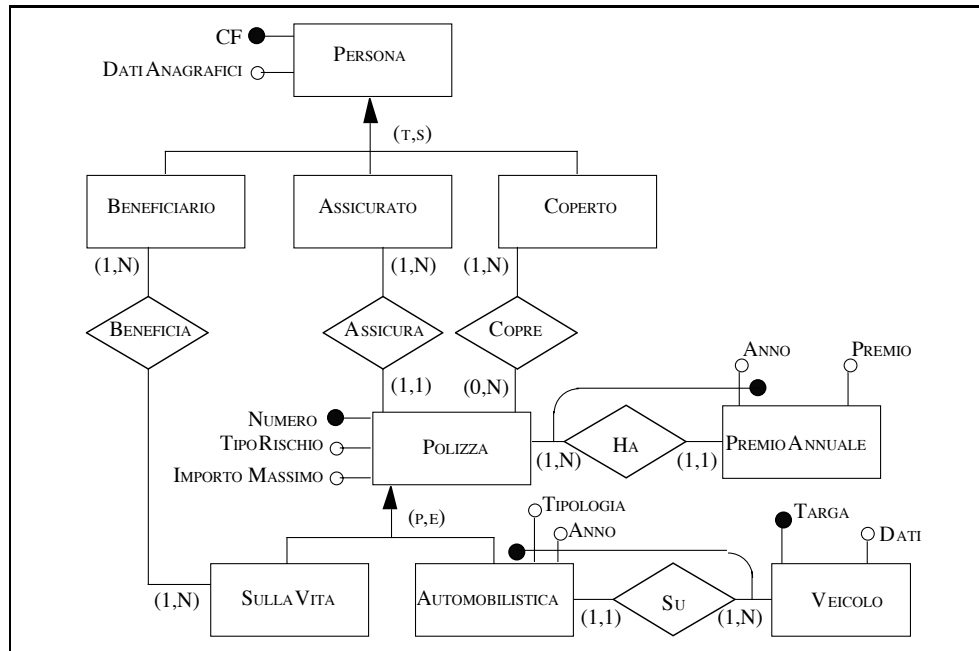 CF
PERSONA
DATI ANAGRAFICI
(T,S)
BENEFICIARIO
ASSICURATO
COPERTO
(1,N)
(1,N)
(1,N)
BENEFICIA
ASSICURA
COPRE
ANNO
PREMIO
(1,1)
(0,N)
NUMERO
TIPO RISCHIO
POLIZZA
HA
PREMIO ANNUALE
(1,N)
(1,1)
IMPORTO MASSIMO
(P,E)
TIPOLOGIA
ANNO
TARGA
DATI
(1,N)
SULLA VITA
AUTOMOBILISTICA
(1,1)
SU
(1,N)
VEICOLO